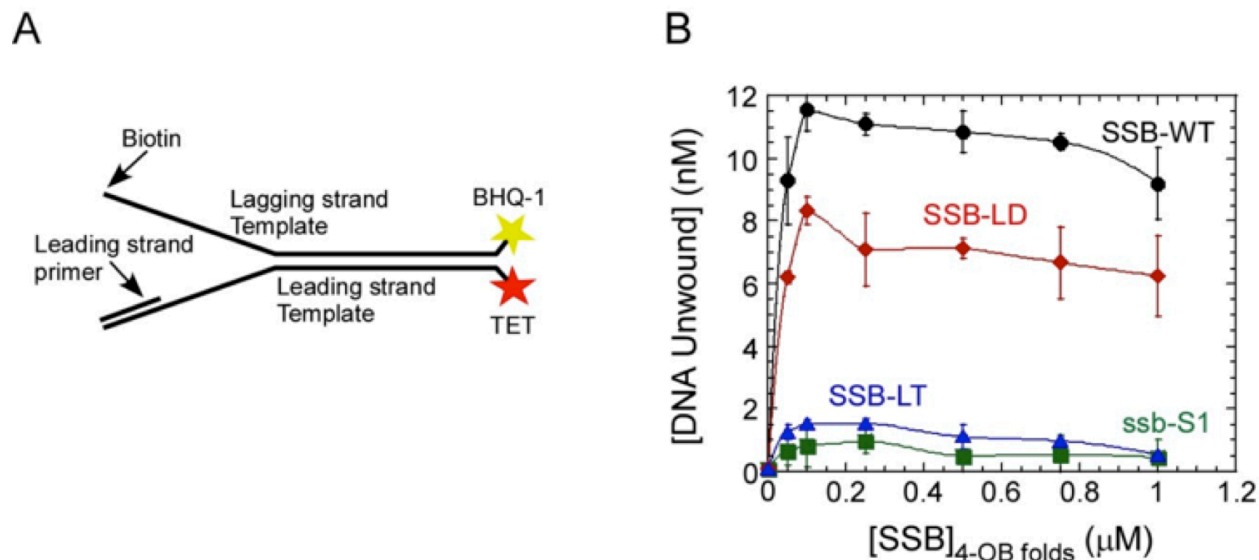 A
Biotin
Lagging strand
Template
BHQ-1
Leading strand
primer
Leading strand
Template
TET
B
[DNA Unwound] (nM)
12
10
8
6
4
2
0
SSB-WT
SSB-LD
SSB-LT
ssb-S1
0 0.2 0.4 0.6 0.8 1 1.2
[SSB]4-OB folds (μM)